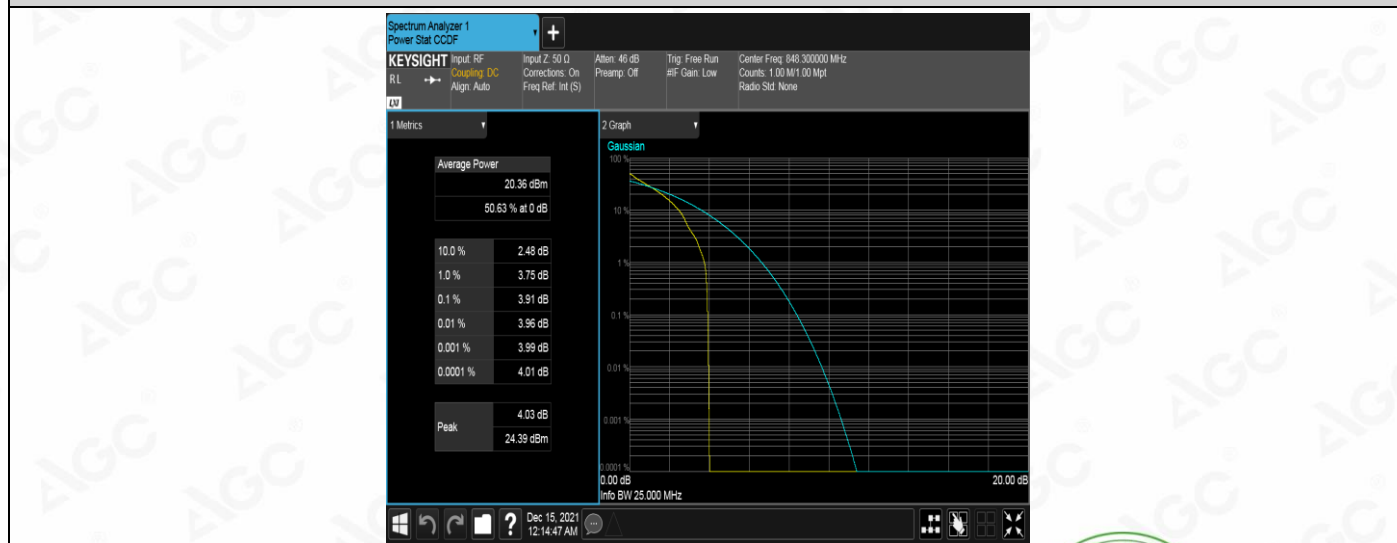 Spectrum Analyzer 1
Power Stat CCDF
+
KEYSIGHT
RL
LXI
Input: RF
Coupling: DC
Align: Auto
Input Z: 50 Ω
Corrections: On
Freq Ref: Int (S)
Atten: 46 dB
Preamp: Off
Trig: Free Run
#IF Gain: Low
Center Freq: 848.300000 MHz
Counts: 1.00 M/1.00 Mpt
Radio Std: None
1 Metrics
Average Power
20.36 dBm
50.63 % at 0 dB
10.0 % 2.48 dB
1.0 % 3.75 dB
0.1 % 3.91 dB
0.01 % 3.96 dB
0.001 % 3.99 dB
0.0001 % 4.01 dB
Peak
4.03 dB
24.39 dBm
2 Graph
Gaussian
100 %
10 %
1 %
0.1 %
0.01 %
0.001 %
0.0001 %
0.00 dB 20.00 dB
Info BW 25.000 MHz
?
Dec 15, 2021
12:14:47 AM
AGC